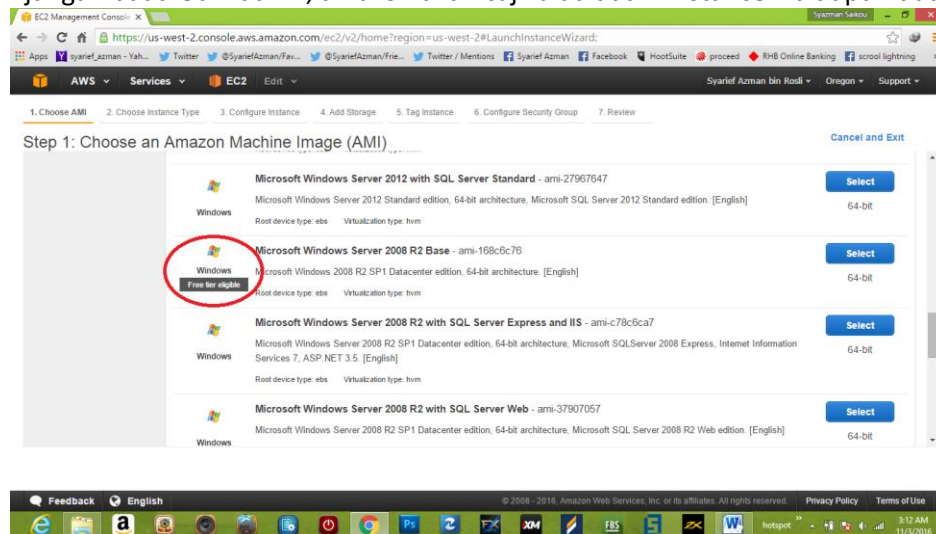 EC2 Management Console
Syazman Saikou
https://us-west-2.console.aws.amazon.com/ec2/v2/home?region=us-west-2#LaunchInstanceWizard:
Apps syarief_azman - Yah... Twitter @SyariefAzman/Fav... @SyariefAzman/Frie... Twitter / Mentions Facebook HootSuite proceed RHB Online Banking scrool lightning
AWS Services EC2 Edit Syarief Azman bin Rosli Oregon Support
1. Choose AMI 2. Choose Instance Type 3. Configure Instance 4. Add Storage 5. Tag Instance 6. Configure Security Group 7. Review
Step 1: Choose an Amazon Machine Image (AMI) Cancel and Exit
Microsoft Windows Server 2012 with SQL Server Standard - ami-27967647 Select
Windows Microsoft Windows Server 2012 Standard edition, 64-bit architecture, Microsoft SQL Server 2012 Standard edition. [English] 64-bit
Root device type: ebs Virtualization type: hvm
Microsoft Windows Server 2008 R2 Base - ami-168c6c76 Select
Windows Microsoft Windows 2008 R2 SP1 Datacenter edition, 64-bit architecture. [English] 64-bit
Free tier eligible Root device type: ebs Virtualization type: hvm
Microsoft Windows Server 2008 R2 with SQL Server Express and IIS - ami-c78c6ca7 Select
Windows Microsoft Windows Server 2008 R2 SP1 Datacenter edition, 64-bit architecture, Microsoft SQLServer 2008 Express, Internet Information 64-bit
Services 7, ASP.NET 3.5. [English]
Root device type: ebs Virtualization type: hvm
Microsoft Windows Server 2008 R2 with SQL Server Web - ami-37907057 Select
Windows Microsoft Windows Server 2008 R2 SP1 Datacenter edition, 64-bit architecture, Microsoft SQL Server 2008 R2 Web edition. [English] 64-bit
Feedback English © 2008 - 2016, Amazon Web Services, Inc. or its affiliates. All rights reserved. Privacy Policy Terms of Use
a Ps XM FBS W hotspot 3:12 AM
11/3/2016